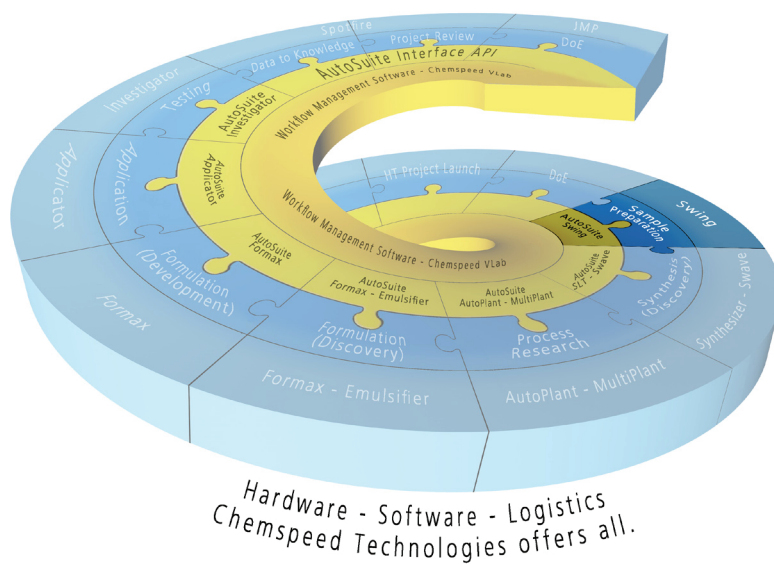 Spotfire
JMP
Data to Knowledge
Project Review
DoE
AutoSuite Interface API
Workflow Management Software - Chemspeed VLab
Investigator
Testing
AutoSuite
Investigator
Applicator
Application
AutoSuite
Applicator
HT Project Launch
DoE
Swing
Sample
Preparation
AutoSuite
Swing
Workflow Management Software - Chemspeed VLab
AutoSuite
Formax
AutoSuite
Formax - Emulsifier
AutoSuite
AutoPlant - MultiPlant
AutoSuite
SLT - Swave
Formulation
(Development)
Formulation
(Discovery)
Process
Research
Synthesis
(Discovery)
Formax
Formax - Emulsifier
AutoPlant - MultiPlant
Synthesizer - Swave
Hardware - Software - Logistics
Chemspeed Technologies offers all.